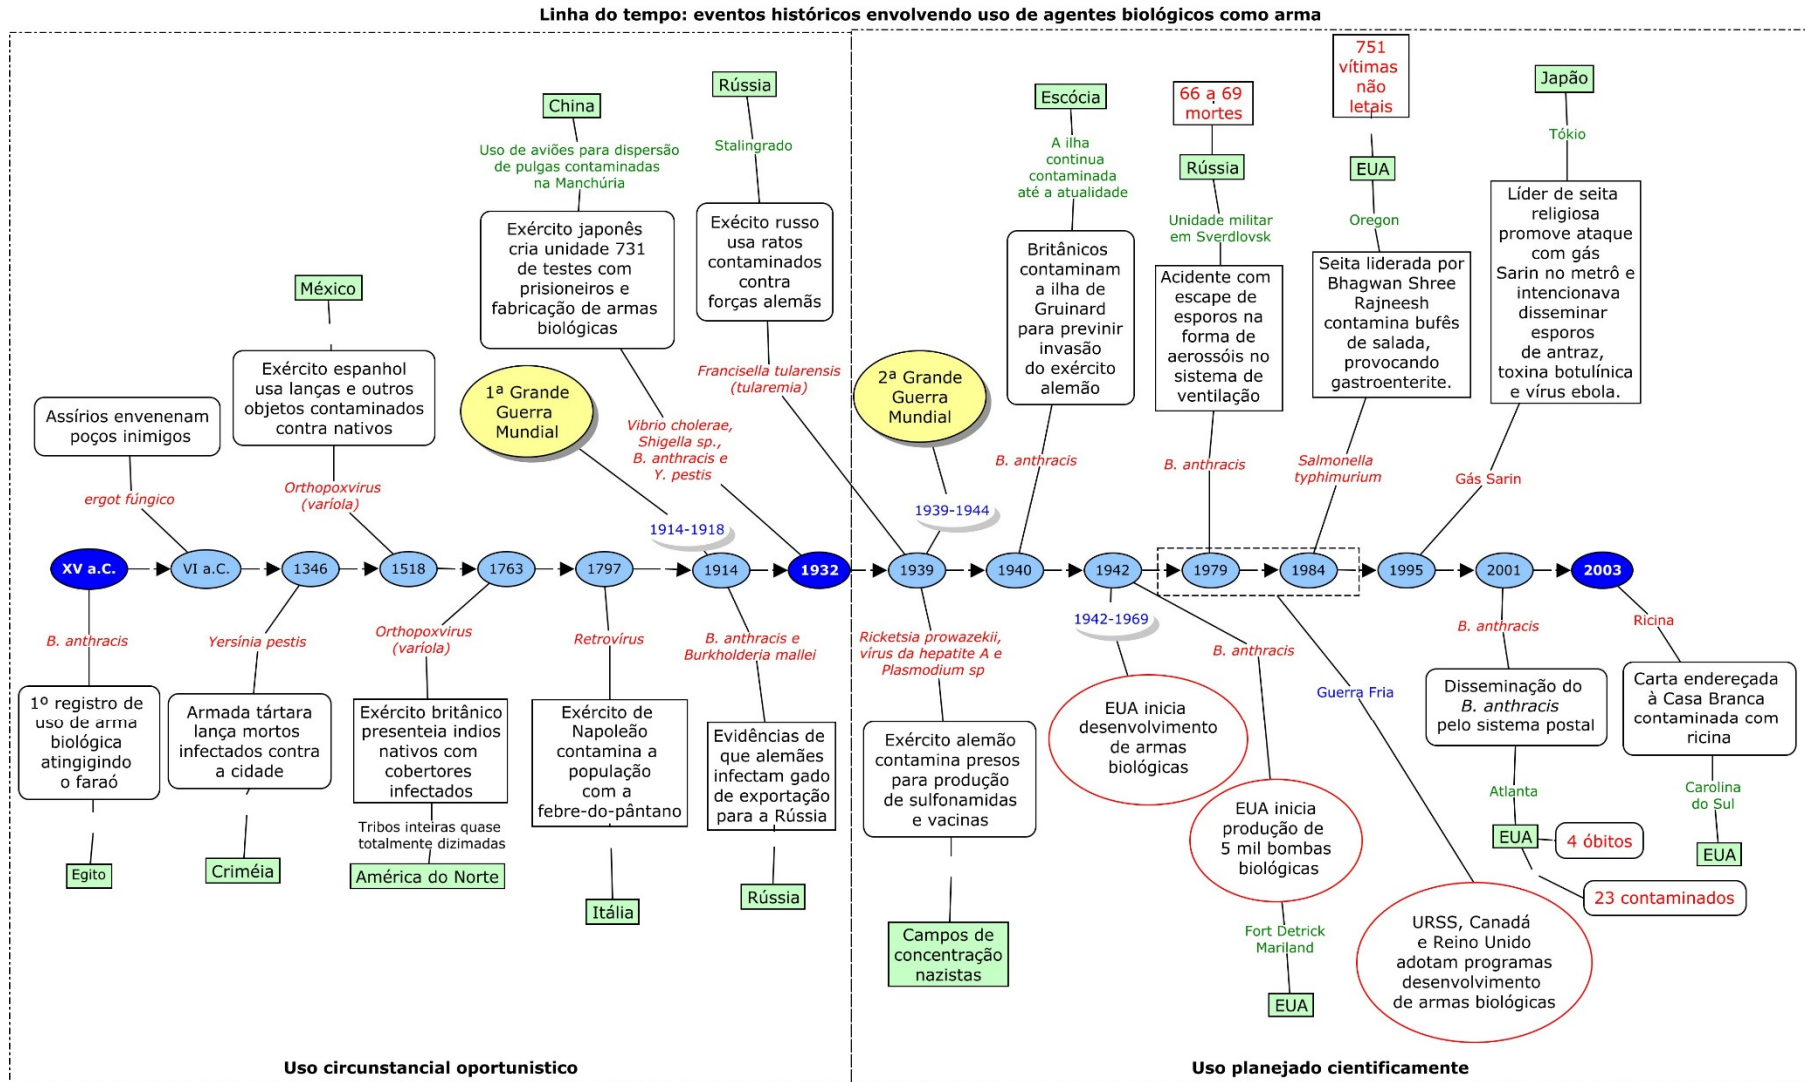 Linha do tempo: eventos históricos envolvendo uso de agentes biológicos como arma
China
Uso de aviões para dispersão
de pulgas contaminadas
na Manchúria
Exército japonês
cria unidade 731
de testes com
prisioneiros e
fabricação de armas
biológicas
Vibrio cholerae,
Shigella sp.,
B. anthracis e
Y. pestis
Rússia
Stalingrado
Exécito russo
usa ratos
contaminados
contra
forças alemãs
Francisella tularensis
(tularemia)
México
Exército espanhol
usa lanças e outros
objetos contaminados
contra nativos
Orthopoxvirus
(varíola)
Assírios envenenam
poços inimigos
ergot fúngico
1ª Grande
Guerra
Mundial
1914-1918
2ª Grande
Guerra
Mundial
1939-1944
Escócia
A ilha
continua
contaminada
até a atualidade
Britânicos
contaminam
a ilha de
Gruinard
para previnir
invasão
do exército
alemão
B. anthracis
66 a 69
mortes
Rússia
Unidade militar
em Sverdlovsk
Acidente com
escape de
esporos na
forma de
aerossóis no
sistema de
ventilação
B. anthracis
751
vítimas
não
letais
EUA
Oregon
Seita liderada por
Bhagwan Shree
Rajneesh
contamina bufês
de salada,
provocando
gastroenterite.
Salmonella
typhimurium
Japão
Tókio
Líder de seita
religiosa
promove ataque
com gás
Sarin no metrô e
intencionava
disseminar
esporos
de antraz,
toxina botulínica
e vírus ebola.
Gás Sarin
XV a.C.
VI a.C.
1346
1518
1763
1797
1914
1932
1939
1940
1942
1979
1984
1995
2001
2003
B. anthracis
1º registro de
uso de arma
biológica
atingigindo
o faraó
Egito
Yersínia pestis
Armada tártara
lança mortos
infectados contra
a cidade
Criméia
Orthopoxvirus
(varíola)
Exército britânico
presenteia indios
nativos com
cobertores
infectados
Tribos inteiras quase
totalmente dizimadas
América do Norte
Retrovírus
Exército de
Napoleão
contamina a
população
com a
febre-do-pântano
Itália
B. anthracis e
Burkholderia mallei
Evidências de
que alemães
infectam gado
de exportação
para a Rússia
Rússia
Ricketsia prowazekii,
vírus da hepatite A e
Plasmodium sp
Exército alemão
contamina presos
para produção
de sulfonamidas
e vacinas
Campos de
concentração
nazistas
1942-1969
EUA inicia
desenvolvimento
de armas
biológicas
B. anthracis
EUA inicia
produção de
5 mil bombas
biológicas
Fort Detrick
Mariland
EUA
Guerra Fria
URSS, Canadá
e Reino Unido
adotam programas
desenvolvimento
de armas biológicas
B. anthracis
Disseminação do
B. anthracis
pelo sistema postal
Atlanta
EUA
4 óbitos
23 contaminados
Ricina
Carta endereçada
à Casa Branca
contaminada com
ricina
Carolina
do Sul
EUA
Uso circunstancial oportunistico
Uso planejado cientificamente